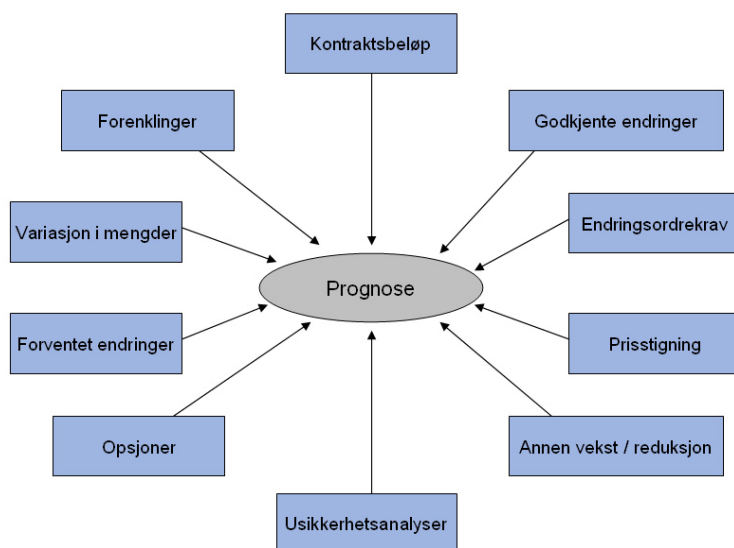 Kontraktsbeløp
Forenklinger
Godkjente endringer
Variasjon i mengder
Endringsordrekrav
Prognose
Forventet endringer
Prisstigning
Opsjoner
Annen vekst / reduksjon
Usikkerhetsanalyser